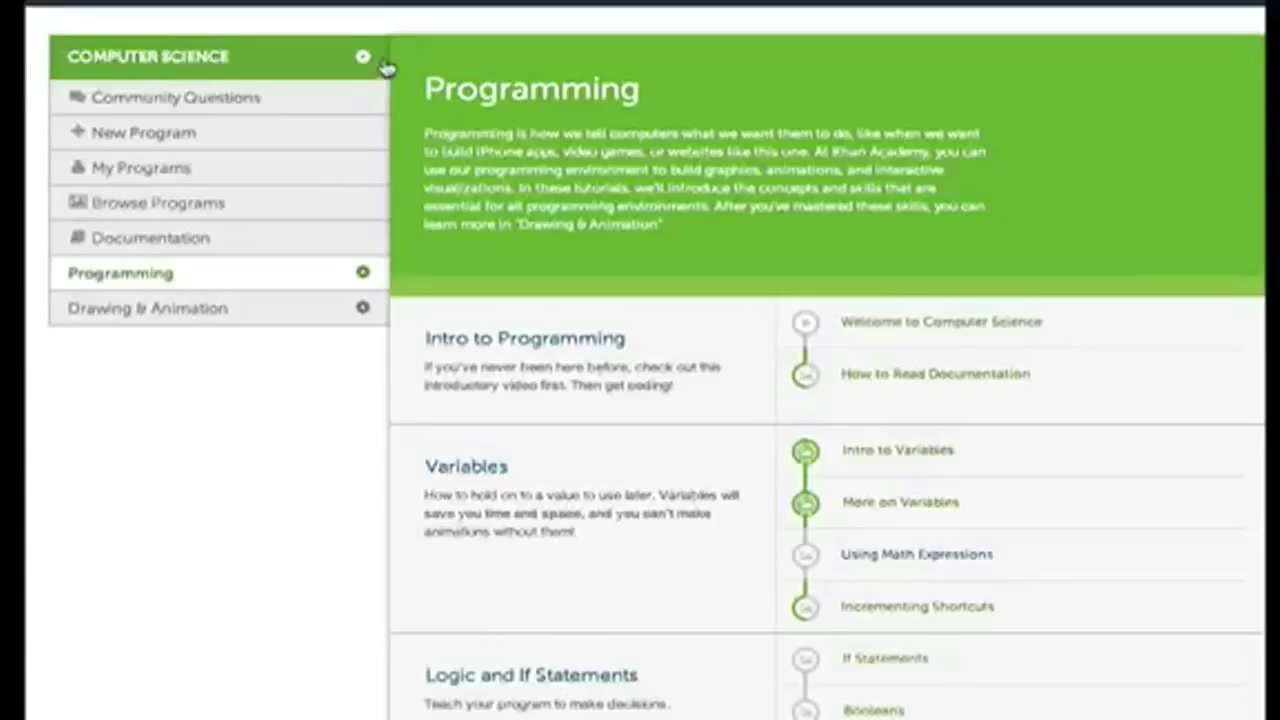 COMPUTER SCIENCE
Community Questions
New Program
My Programs
Browse Programs
Documentation
Programming
Drawing & Animation
Programming
Programming is how we tell computers what we want them to do, like when we want
to build iPhone apps, video games, or websites like this one. At Khan Academy, you can
use our programming environment to build graphics, animations, and interactive
visualizations. In these tutorials, we'll introduce the concepts and skills that are
essential for all programming environments. After you've mastered these skills, you can
learn more in "Drawing & Animation"
Intro to Programming
If you've never been here before, check out this
introductory video first. Then get coding!
Welcome to Computer Science
How to Read Documentation
Variables
How to hold on to a value to use later. Variables will
save you time and space, and you can't make
animations without them!
Intro to Variables
More on Variables
Using Math Expressions
Incrementing Shortcuts
Logic and If Statements
Teach your program to make decisions.
If Statements
Booleans